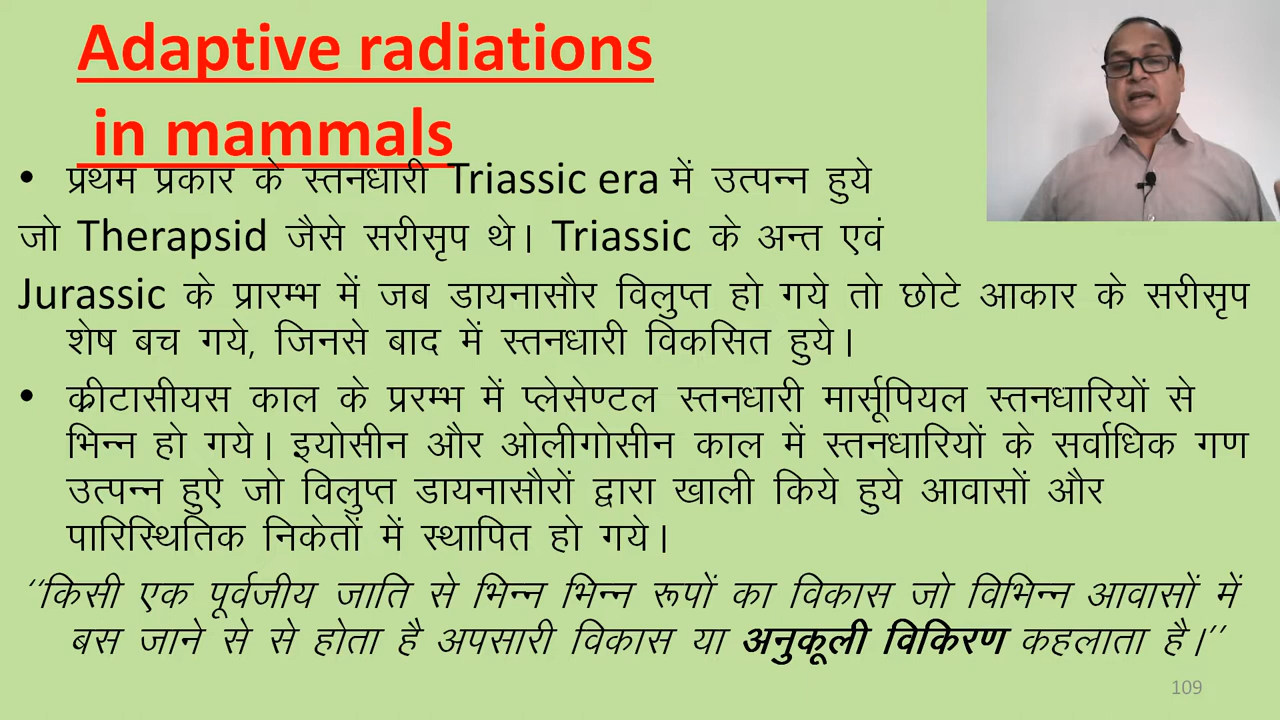 Adaptive radiations
in mammals
• प्रथम प्रकार के स्तनधारी Triassic era में उत्पन्न हुये
जो Therapsid जैसे सरीसृप थे। Triassic के अन्त एवं
Jurassic के प्रारम्भ में जब डायनासौर विलुप्त हो गये तो छोटे आकार के सरीसृप
शेष बच गये, जिनसे बाद में स्तनधारी विकसित हुये।
• क्रीटासीयस काल के प्ररम्भ में प्लेसेण्टल स्तनधारी मार्सूपियल स्तनधारियों से
भिन्न हो गये। इयोसीन और ओलीगोसीन काल में स्तनधारियों के सर्वाधिक गण
उत्पन्न हुऐ जो विलुप्त डायनासौरों द्वारा खाली किये हुये आवासों और
पारिस्थितिक निकेतों में स्थापित हो गये।
‘‘किसी एक पूर्वजीय जाति से भिन्न भिन्न रूपों का विकास जो विभिन्न आवासों में
बस जाने से से होता है अपसारी विकास या अनुकूली विकिरण कहलाता है।’’
109